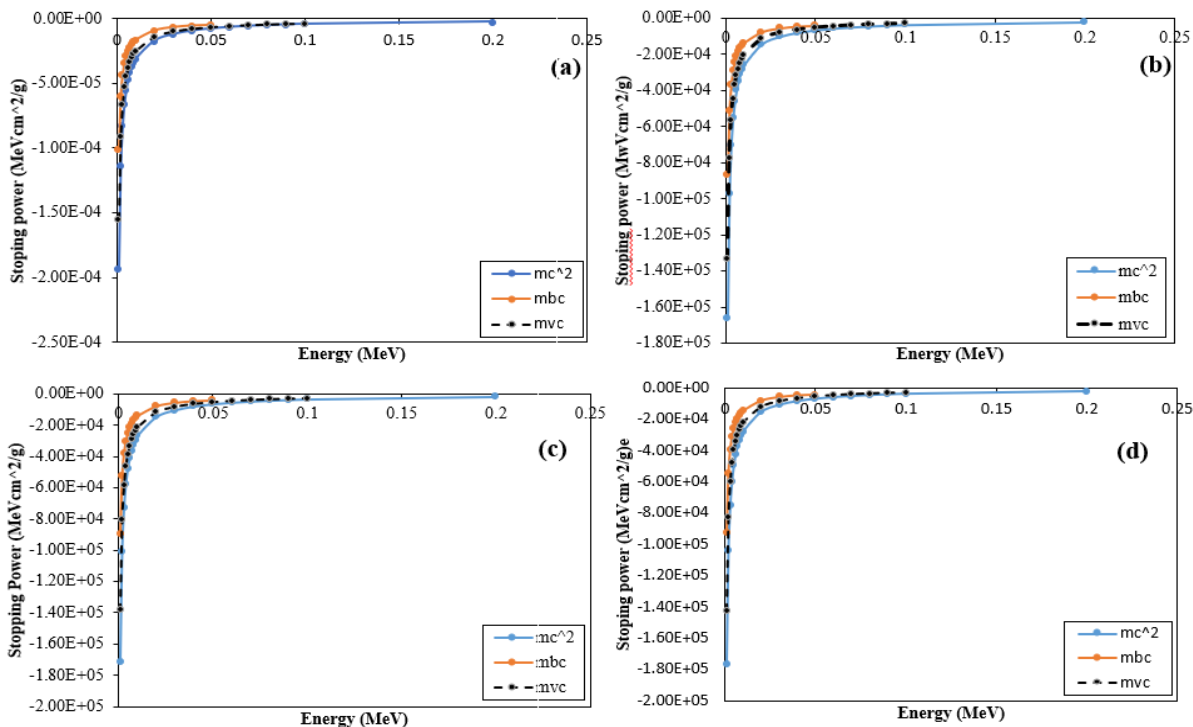 0.00E+00
0 0.05 0.1 0.15 0.2 0.25
-5.00E-05
-1.00E-04
-1.50E-04
-2.00E-04
-2.50E-04
Stoping power (MeVcm^2/g)
Energy (MeV)
(a)
mc^2
mbc
mvc
0.00E+00
0 0.05 0.1 0.15 0.2 0.25
-2.00E+04
-4.00E+04
-6.00E+04
-8.00E+04
-1.00E+05
-1.20E+05
-1.40E+05
-1.60E+05
-1.80E+05
Stoping power (MwVcm^2/g)
Energy (MeV)
(b)
mc^2
mbc
mvc
0.00E+00
0 0.05 0.1 0.15 0.2 0.25
-2.00E+04
-4.00E+04
-6.00E+04
-8.00E+04
-1.00E+05
-1.20E+05
-1.40E+05
-1.60E+05
-1.80E+05
-2.00E+05
Stopping Power (MeVcm^2/g)
Energy (MeV)
(c)
mc^2
mbc
mvc
0.00E+00
0 0.05 0.1 0.15 0.2 0.25
-2.00E+04
-4.00E+04
-6.00E+04
-8.00E+04
-1.00E+05
-1.20E+05
-1.40E+05
-1.60E+05
-1.80E+05
-2.00E+05
Stoping power (MeVcm^2/g)e
Energy (MeV)
(d)
mc^2
mbc
mvc